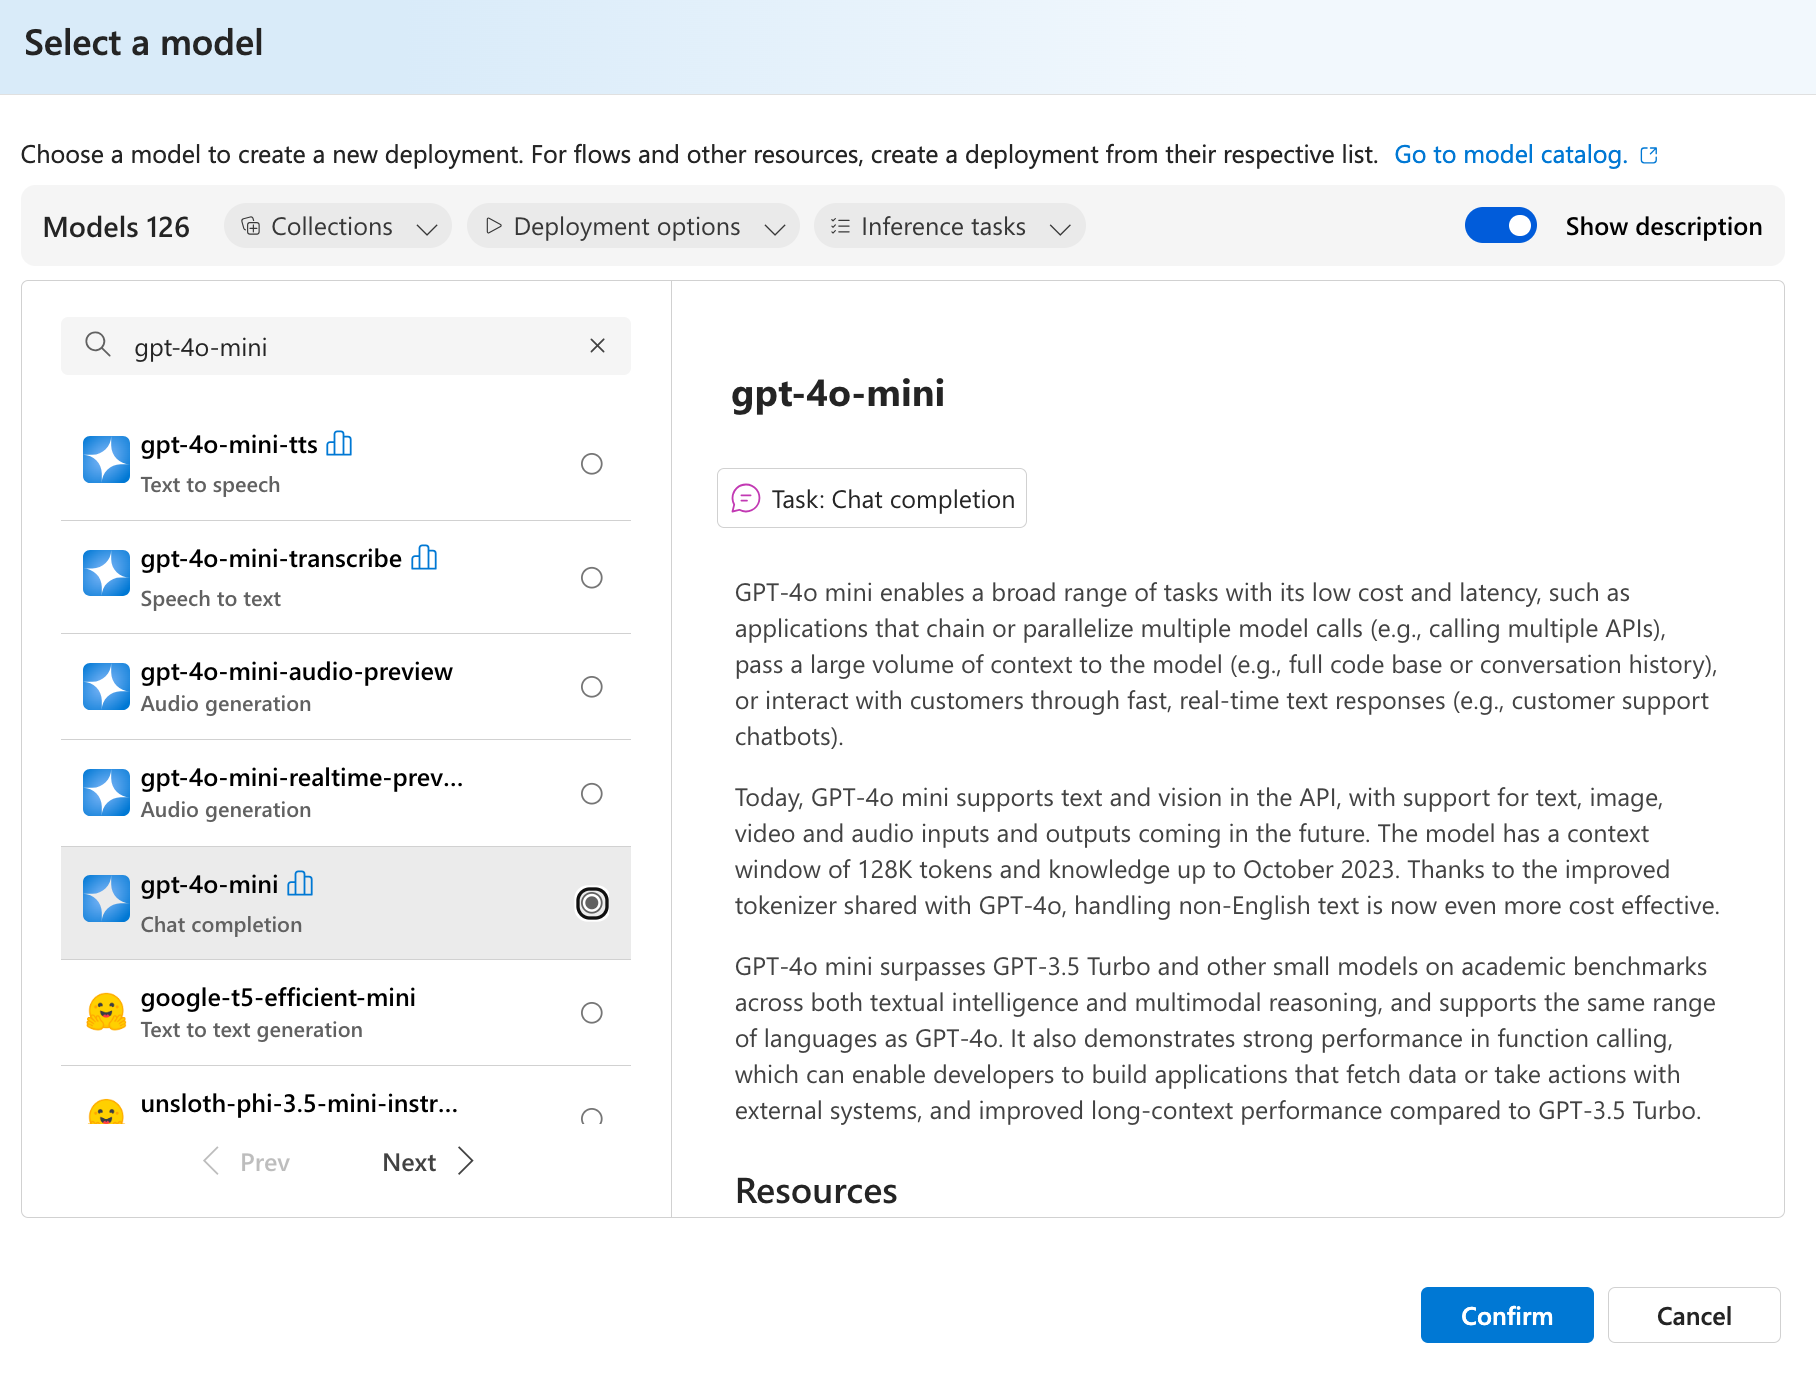 Select a model
Choose a model to create a new deployment. For flows and other resources, create a deployment from their respective list. Go to model catalog.
Models 126
Collections
Deployment options
Inference tasks
Show description
gpt-4o-mini
gpt-4o-mini-tts
Text to speech
gpt-4o-mini-transcribe
Speech to text
gpt-4o-mini-audio-preview
Audio generation
gpt-4o-mini-realtime-prev...
Audio generation
gpt-4o-mini
Chat completion
google-t5-efficient-mini
Text to text generation
unsloth-phi-3.5-mini-instr...
Prev
Next
gpt-4o-mini
Task: Chat completion
GPT-4o mini enables a broad range of tasks with its low cost and latency, such as
applications that chain or parallelize multiple model calls (e.g., calling multiple APIs),
pass a large volume of context to the model (e.g., full code base or conversation history),
or interact with customers through fast, real-time text responses (e.g., customer support
chatbots).
Today, GPT-4o mini supports text and vision in the API, with support for text, image,
video and audio inputs and outputs coming in the future. The model has a context
window of 128K tokens and knowledge up to October 2023. Thanks to the improved
tokenizer shared with GPT-4o, handling non-English text is now even more cost effective.
GPT-4o mini surpasses GPT-3.5 Turbo and other small models on academic benchmarks
across both textual intelligence and multimodal reasoning, and supports the same range
of languages as GPT-4o. It also demonstrates strong performance in function calling,
which can enable developers to build applications that fetch data or take actions with
external systems, and improved long-context performance compared to GPT-3.5 Turbo.
Resources
Confirm
Cancel